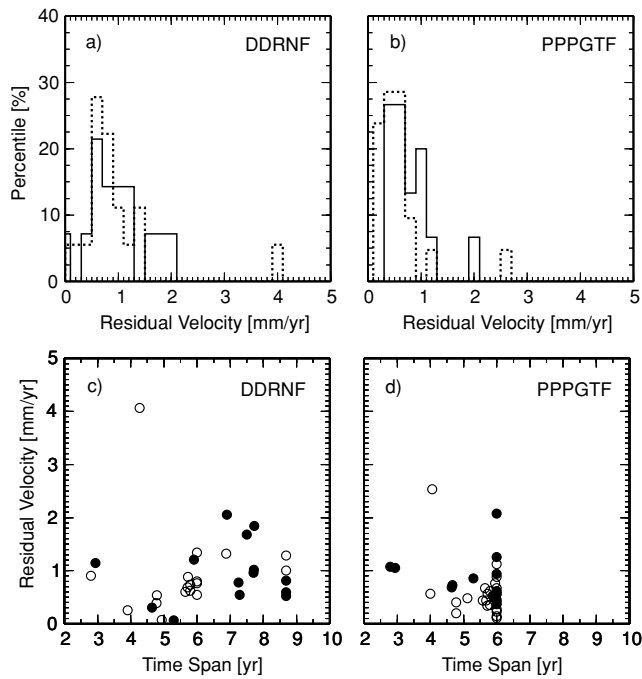 40
30
20
10
0
Percentile [%]
a) DDRNF
0 1 2 3 4 5
Residual Velocity [mm/yr]
b) PPPGTF
0 1 2 3 4 5
Residual Velocity [mm/yr]
5
4
3
2
1
0
Residual Velocity [mm/yr]
c) DDRNF
2 3 4 5 6 7 8 9 10
Time Span [yr]
d) PPPGTF
2 3 4 5 6 7 8 9 10
Time Span [yr]